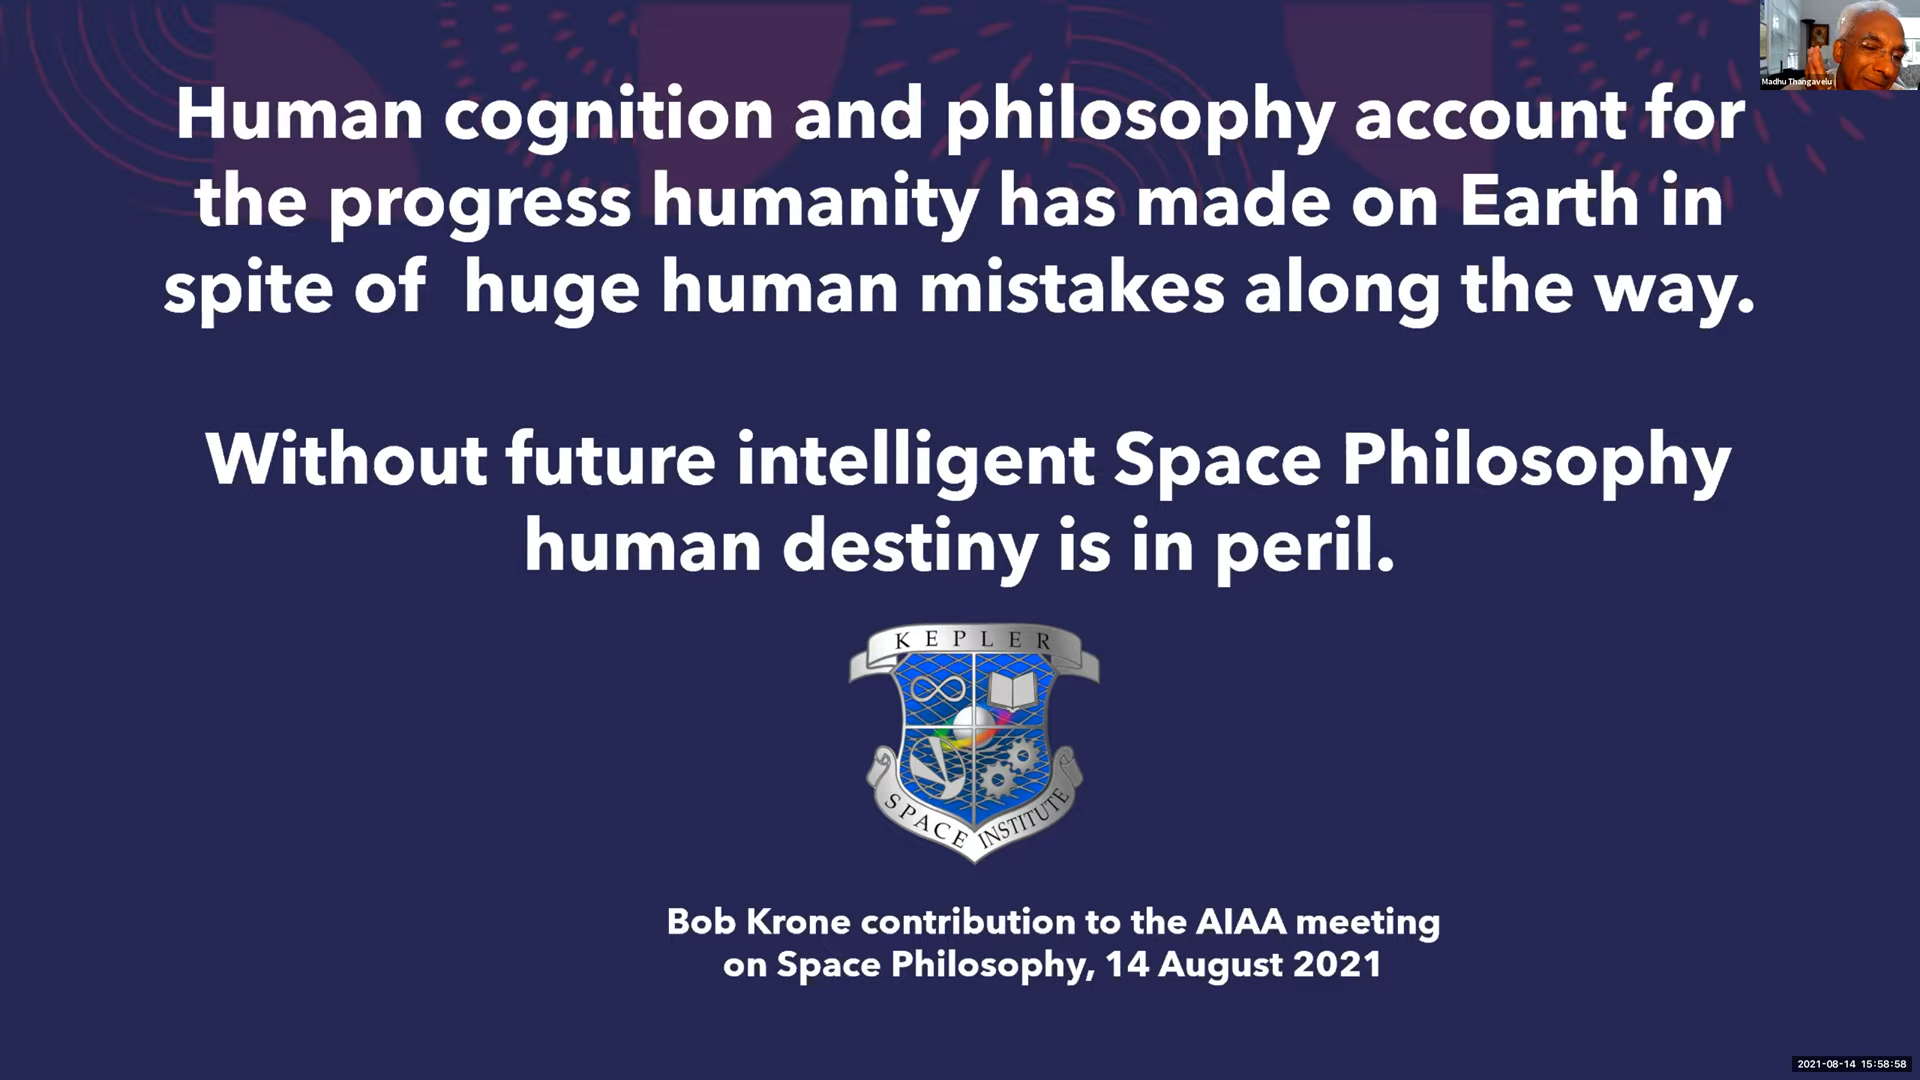 Human cognition and philosophy account for
the progress humanity has made on Earth in
spite of  huge human mistakes along the way.
Without future intelligent Space Philosophy
human destiny is in peril.
KEPLER
SPACE INSTITUTE
Bob Krone contribution to the AIAA meeting
on Space Philosophy, 14 August 2021
Madhu Thangavelu
2021-08-14 15:58:58